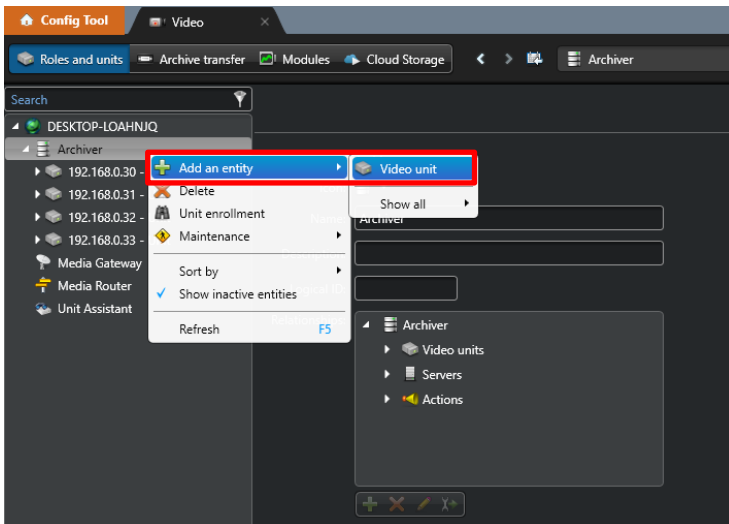 Config Tool
Video
Roles and units
Archive transfer
Modules
Cloud Storage
Archiver
Search
DESKTOP-LOAHNJQ
Archiver
192.168.0.30 -
192.168.0.31 -
192.168.0.32 -
192.168.0.33 -
Media Gateway
Media Router
Unit Assistant
Add an entity
Delete
Unit enrollment
Maintenance
Sort by
Show inactive entities
Refresh F5
Video unit
Show all
Name:
Archiver
Logical ID:
Archiver
Video units
Servers
Actions